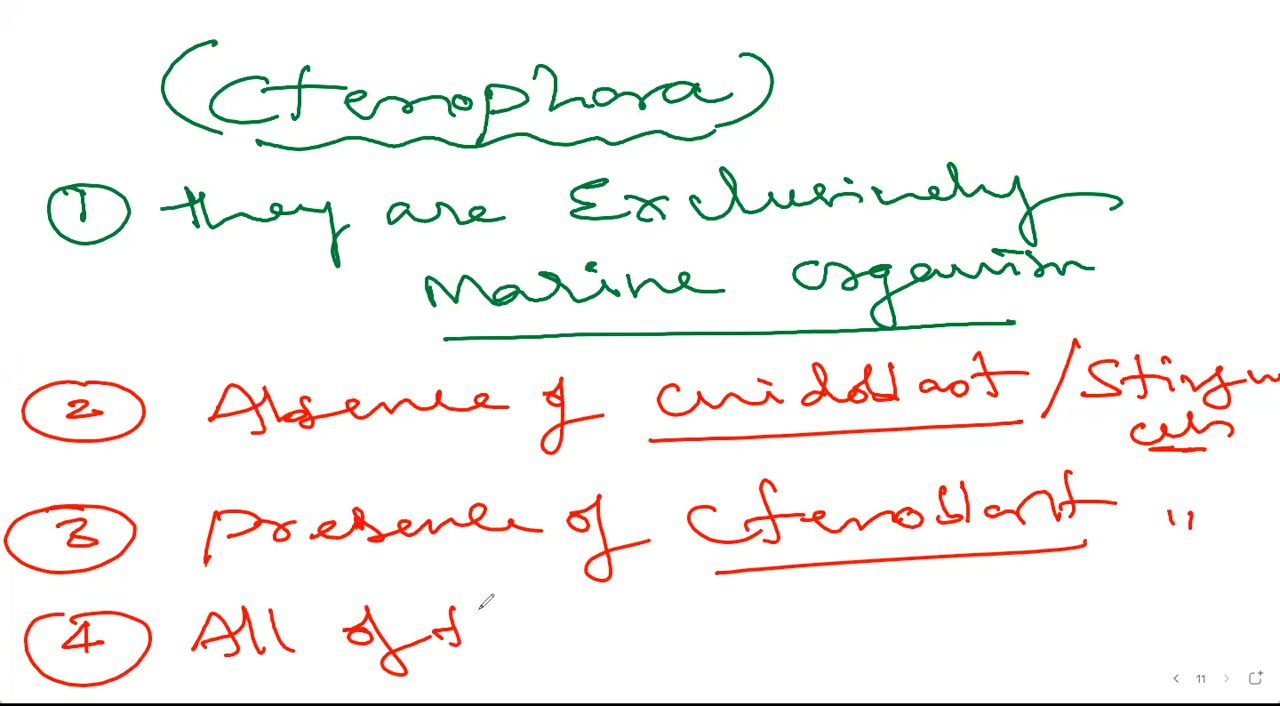 (Ctenophora)
① They are Exclusively
Marine organism
② Absence of cnidoblast / Stinging
cells
③ Presence of Ctenoblast "
④ All of t
11